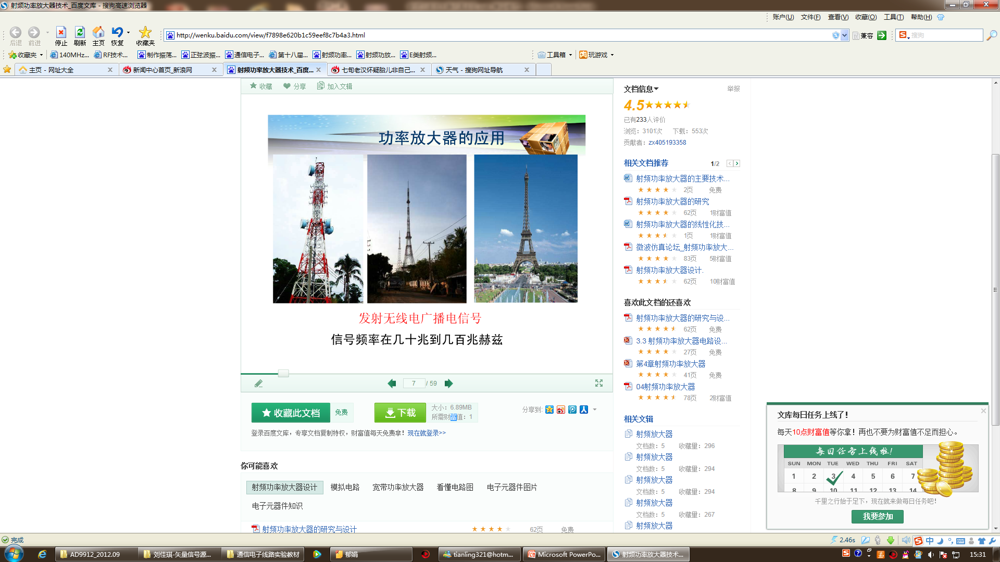 射频功率放大器技术_百度文库 - 搜狗高速浏览器
账户(U) 文件(F) 查看(V) 收藏(O) 工具(T) 帮助(H)
后退 前进 停止 刷新 主页 恢复 收藏夹
http://wenku.baidu.com/view/f7898e620b1c59eef8c7b4a3.html
兼容
搜狗
收藏夹 140MHz... RF技术... 制作振荡... 正弦波振... 通信电子... 第十八届... 射频功率... 射频功放... E类射频... 工具箱 玩游戏
主页 - 网址大全 新闻中心首页_新浪网 射频功率放大器技术_百度... 七旬老汉怀疑胎儿非自己... 天气 - 搜狗网址导航
收藏 分享 加入文辑
功率放大器的应用
发射无线电广播电信号
信号频率在几十兆到几百兆赫兹
7 / 59
收藏此文档 免费
下载
大小：6.89MB
所需财富值：1
分享到:
登录百度文库，专享文档复制特权，财富值每天免费拿！现在就登录>>
你可能喜欢
射频功率放大器设计 模拟电路 宽带功率放大器 看懂电路图 电子元器件图片
电子元器件知识
射频功率放大器的研究与设计 62页 免费
文档信息 举报
4.5
已有233人评价
浏览：3101次 下载：553次
贡献者：zx405193358
相关文档推荐 1/2
射频功率放大器的主要技术...
2页 免费
射频功率放大器的研究
62页 1财富值
射频功率放大器的线性化技...
1页 1财富值
微波仿真论坛_射频功率放大...
83页 5财富值
射频功率放大器设计.
62页 10财富值
喜欢此文档的还喜欢
射频功率放大器的研究与设...
62页 免费
3.3 射频功率放大器电路设...
27页 免费
第4章射频功率放大器
41页 免费
04射频功率放大器
78页 2财富值
相关文辑
射频放大器
文档数：5 收藏量：296
射频放大器
文档数：5 收藏量：294
射频放大器
文档数：5 收藏量：294
射频放大器
文档数：5 收藏量：267
射频放大器
文库每日任务上线了！
每天10点财富值等你拿！再也不要为财富值不足而担心。
每日任务上线啦!
SUN MON TUE WED THU FRI SAT
1 2 3 4 5 6 7
8 9 10 11 12 13 14
千里之行始于足下，现在就来做每日任务吧！
我要参加
完成
2.46s
中
AD9912_2012.09 刘佳琪-矢量信号源... 通信电子线路实验教材 郁娟 tianling321@hotm... Microsoft PowerPo... 射频功率放大器技术...
15:31